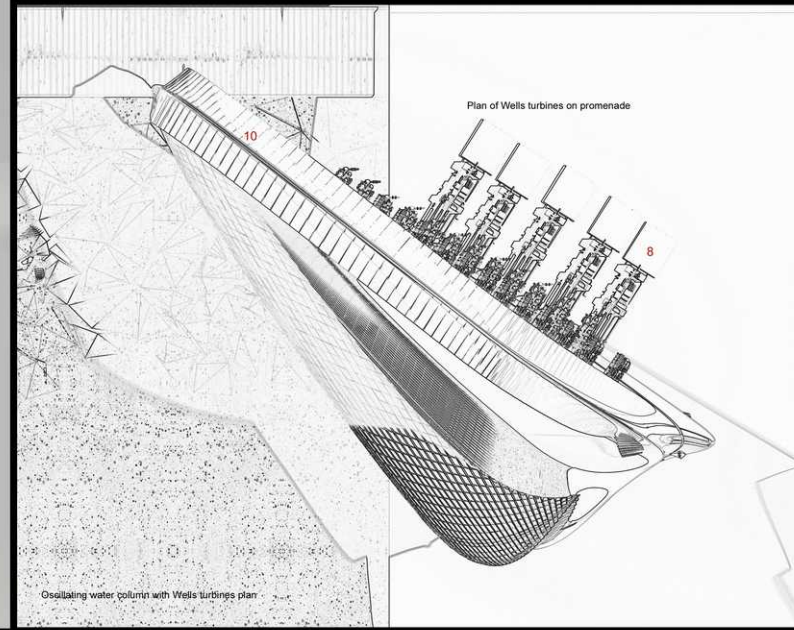 Plan of Wells turbines on promenade
10
8
Oscillating water column with Wells turbines plan